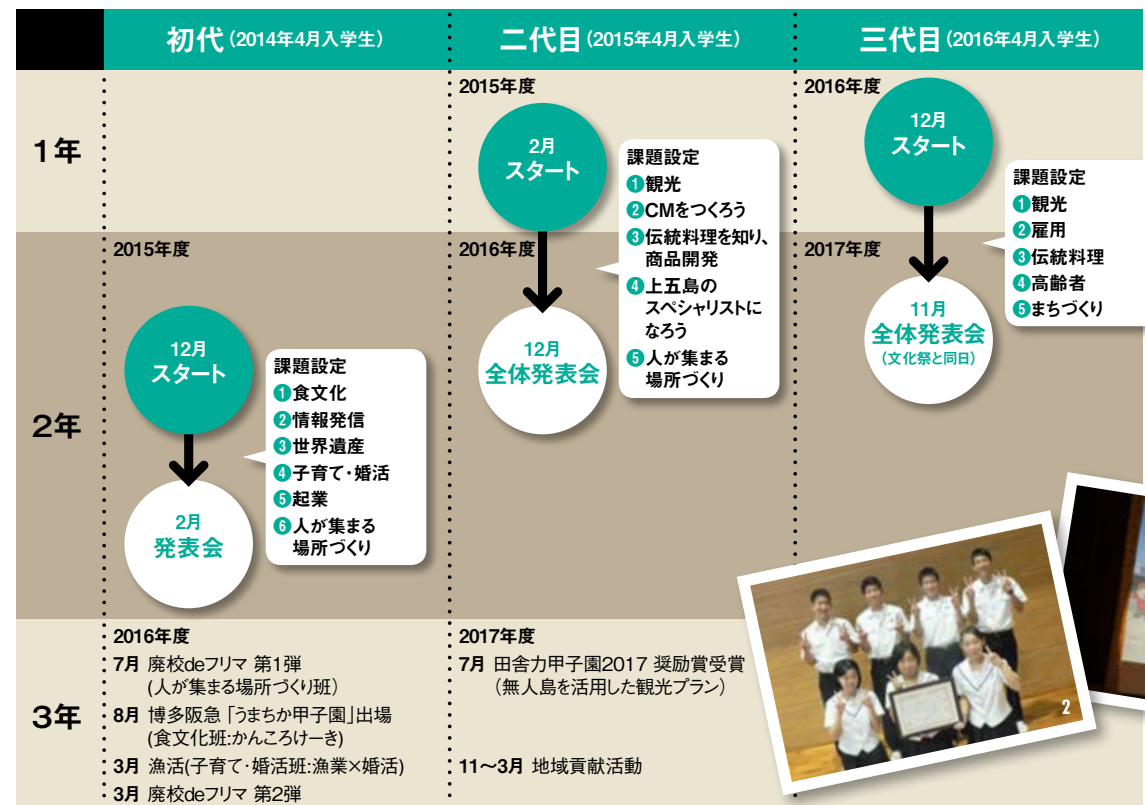 初代（2014年4月入学生）
二代目（2015年4月入学生）
三代目（2016年4月入学生）
1年
2015年度
2月
スタート
課題設定
❶観光
❷CMをつくろう
❸伝統料理を知り、
商品開発
❹上五島の
スペシャリストに
なろう
❺人が集まる
場所づくり
2016年度
12月
スタート
課題設定
❶観光
❷雇用
❸伝統料理
❹高齢者
❺まちづくり
2年
2015年度
12月
スタート
課題設定
❶食文化
❷情報発信
❸世界遺産
❹子育て・婚活
❺起業
❻人が集まる
場所づくり
2月
発表会
2016年度
12月
全体発表会
2017年度
11月
全体発表会
（文化祭と同日）
3年
2016年度
7月 廃校deフリマ 第1弾
(人が集まる場所づくり班）
8月 博多阪急「うまちか甲子園」出場
(食文化班:かんころけーき)
3月 漁活(子育て・婚活班:漁業×婚活)
3月 廃校deフリマ 第2弾
2017年度
7月 田舎力甲子園2017 奨励賞受賞
（無人島を活用した観光プラン）
11〜3月 地域貢献活動
2